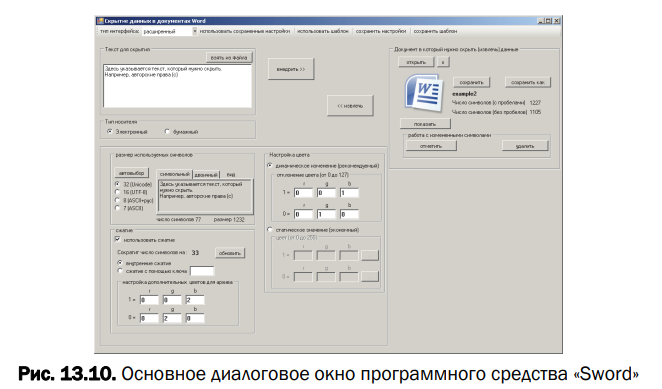 Скрытие данных в документах Word
тип интерфейса: расширенный использовать сохраненные настройки использовать шаблон сохранить настройки сохранить шаблон
Текст для скрытия
взять из файла
Здесь указывается текст, который нужно скрыть.
Например, авторские права (c)
Тип носителя
Электронный бумажный
внедрить >>
<< извлечь
Документ в который нужно скрыть (извлечь) данные
открыть x
сохранить сохранить как
example2
Число символов (с пробелами) 1227
Число символов (без пробелов) 1105
показать
работа с измененными символами
отметить удалить
размер используемых символов
автовыбор
32 (Unicode)
16 (UTF-8)
8 (ASCII+рус)
7 (ASCII)
символьный двоичный вид
Здесь указывается текст, который
нужно скрыть.
Например, авторские права (c)
число символов 77 размер 1232
сжатие
использовать сжатие
Сократит число символов на: 33 обновить
внутренне сжатие
сжатие с помощью ключа
настройка дополнительных цветов для архива
r g b
1 = 0 0 2
0 = 0 2 0
Настройка цвета
динамическое изменение (рекомендуемый)
отклонение цвета (от 0 до 127)
r g b
1 = 0 0 1
0 = 0 1 0
статическое значение
цвет (от 0 до 255)
r g b
1 =
0 =
Рис. 13.10. Основное диалоговое окно программного средства «Sword»